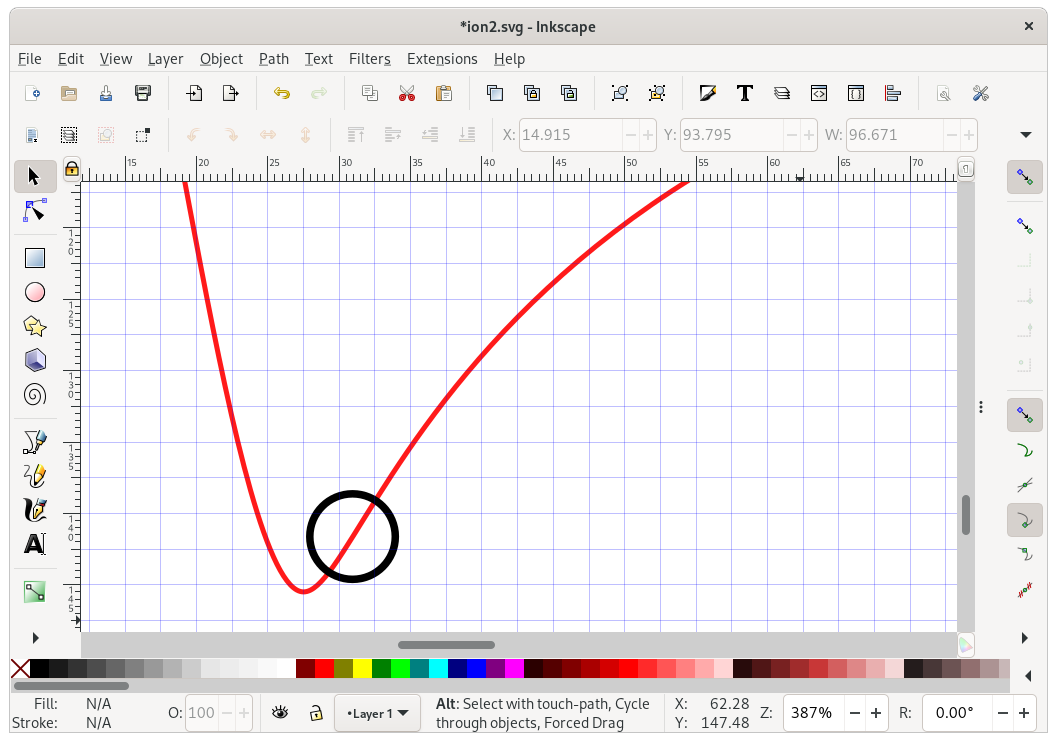 *ion2.svg - Inkscape
File Edit View Layer Object Path Text Filters Extensions Help
X: 14.915 Y: 93.795 W: 96.671
15 20 25 30 35 40 45 50 55 60 65 70
120
125
130
135
140
145
Fill: N/A
Stroke: N/A
O: 100
•Layer 1
Alt: Select with touch-path, Cycle
through objects, Forced Drag
X: 62.28
Y: 147.48
Z: 387%
R: 0.00°